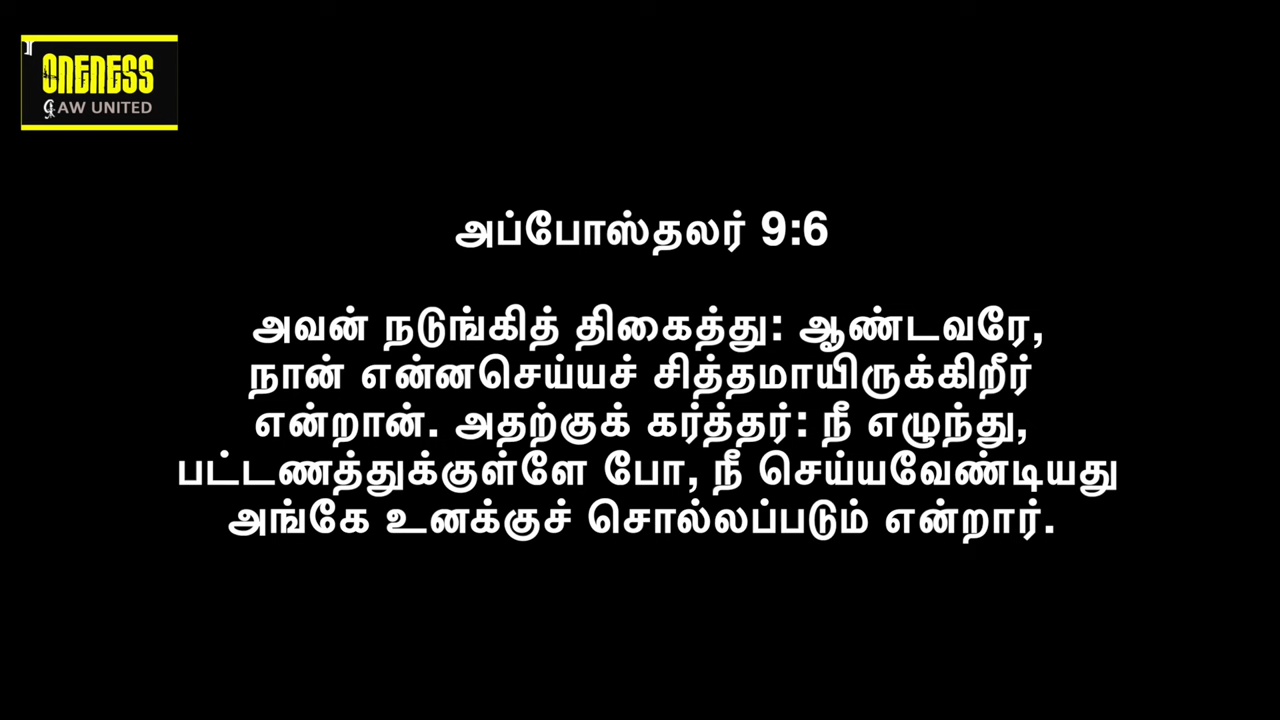 ONENESS
AW UNITED
அப்போஸ்தலர் 9:6
அவன் நடுங்கித் திகைத்து: ஆண்டவரே,
நான் என்னசெய்யச் சித்தமாயிருக்கிறீர்
என்றான். அதற்குக் கர்த்தர்: நீ எழுந்து,
பட்டணத்துக்குள்ளே போ, நீ செய்யவேண்டியது
அங்கே உனக்குச் சொல்லப்படும் என்றார்.